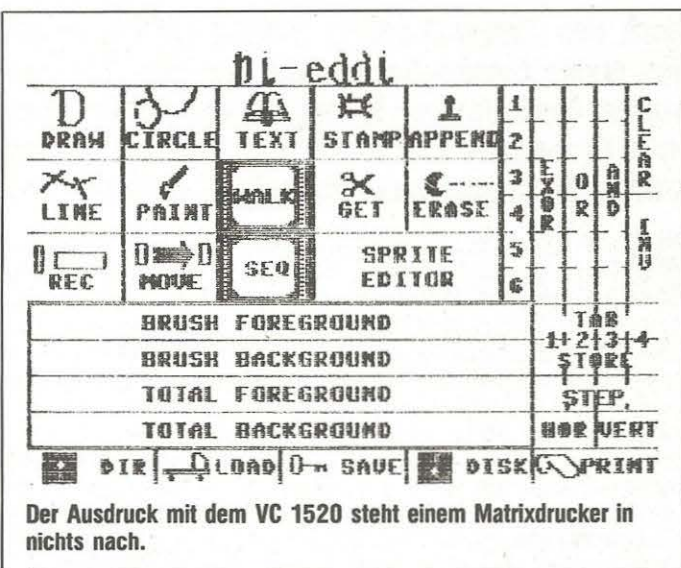 hi-eddi
DRAW CIRCLE TEXT STAMP APPEND 1 CLEAR
2
LINE PAINT WALK GET ERASE 3 EXOR OR AND
4 INV
REC MOVE SEQ SPRITE EDITOR 5
6
BRUSH FOREGROUND TAB
1 2 3 4
BRUSH BACKGROUND STORE
TOTAL FOREGROUND STEP.
TOTAL BACKGROUND HOR VERT
DIR LOAD SAVE DISK PRINT
Der Ausdruck mit dem VC 1520 steht einem Matrixdrucker in
nichts nach.